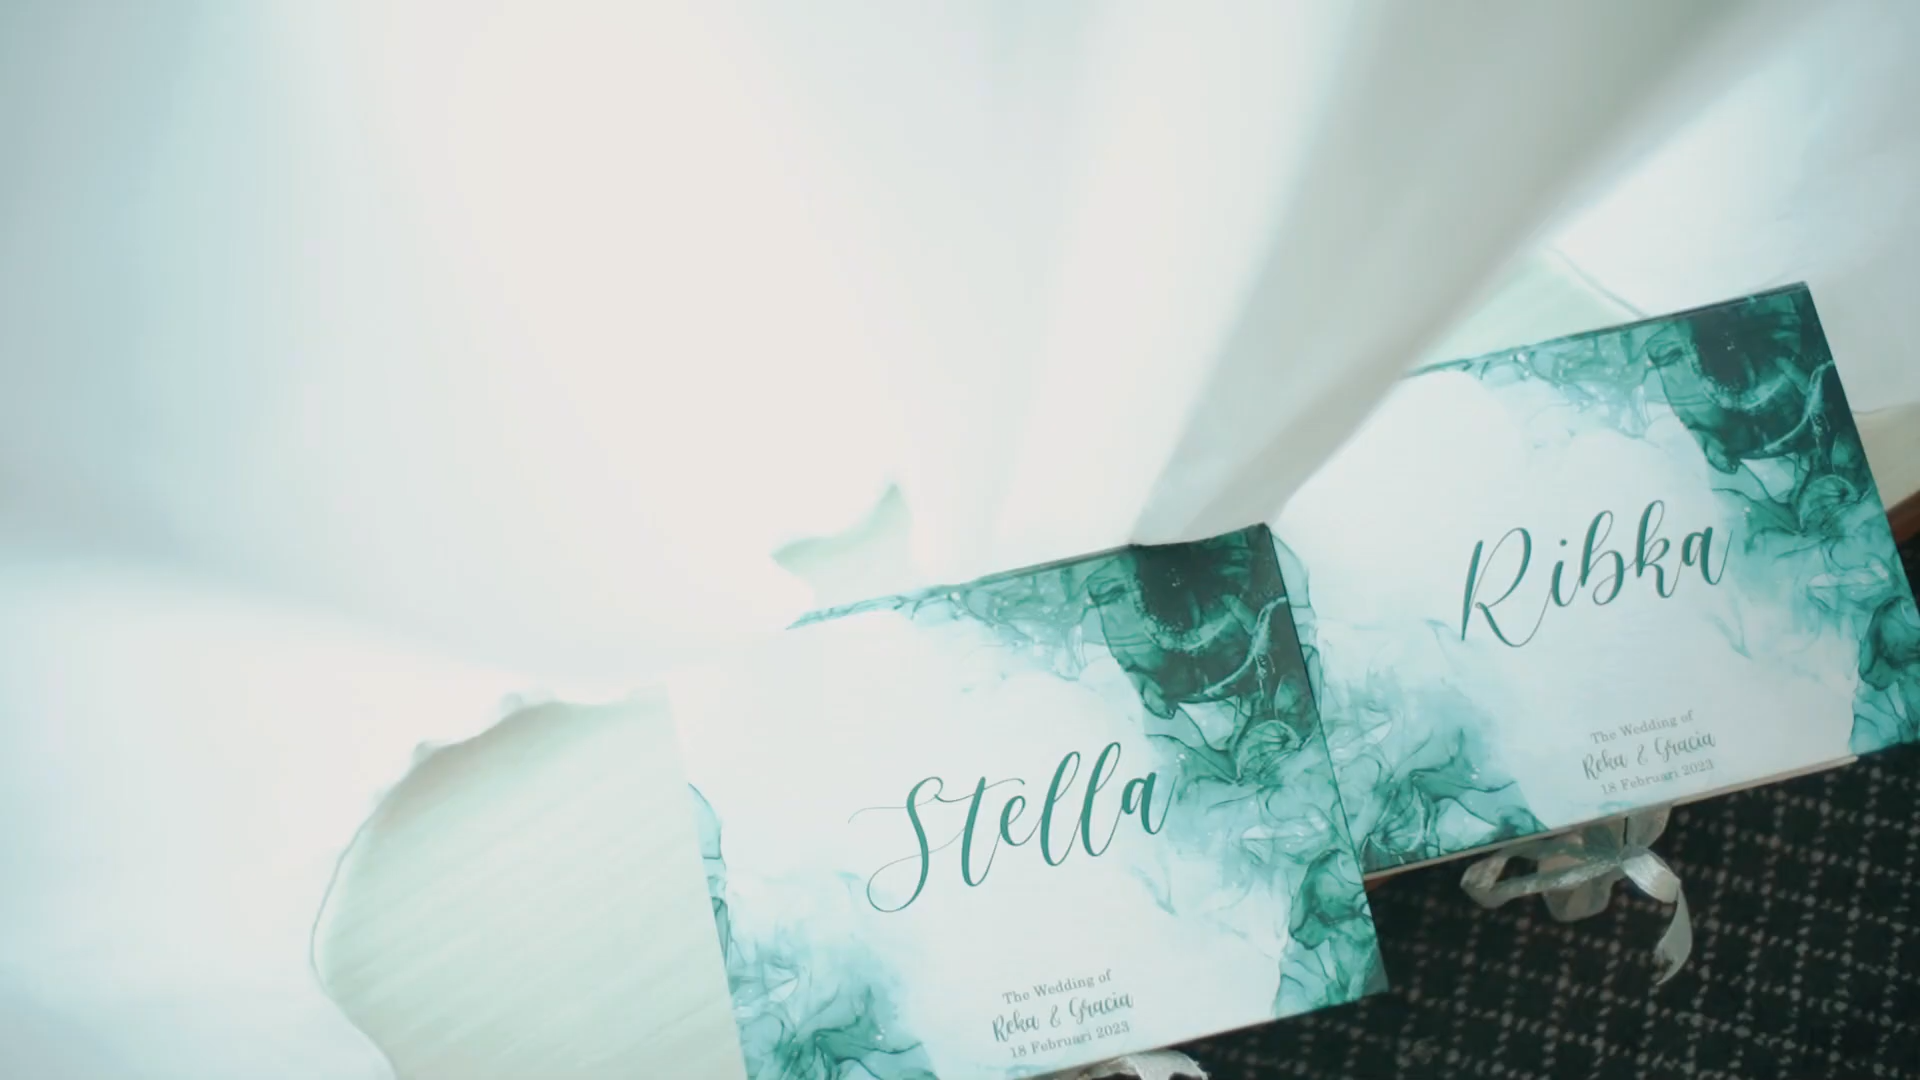 Stella
The Wedding of
Reka & Gracia
18 Februari 2023
Ribka
The Wedding of
Reka & Gracia
18 Februari 2023